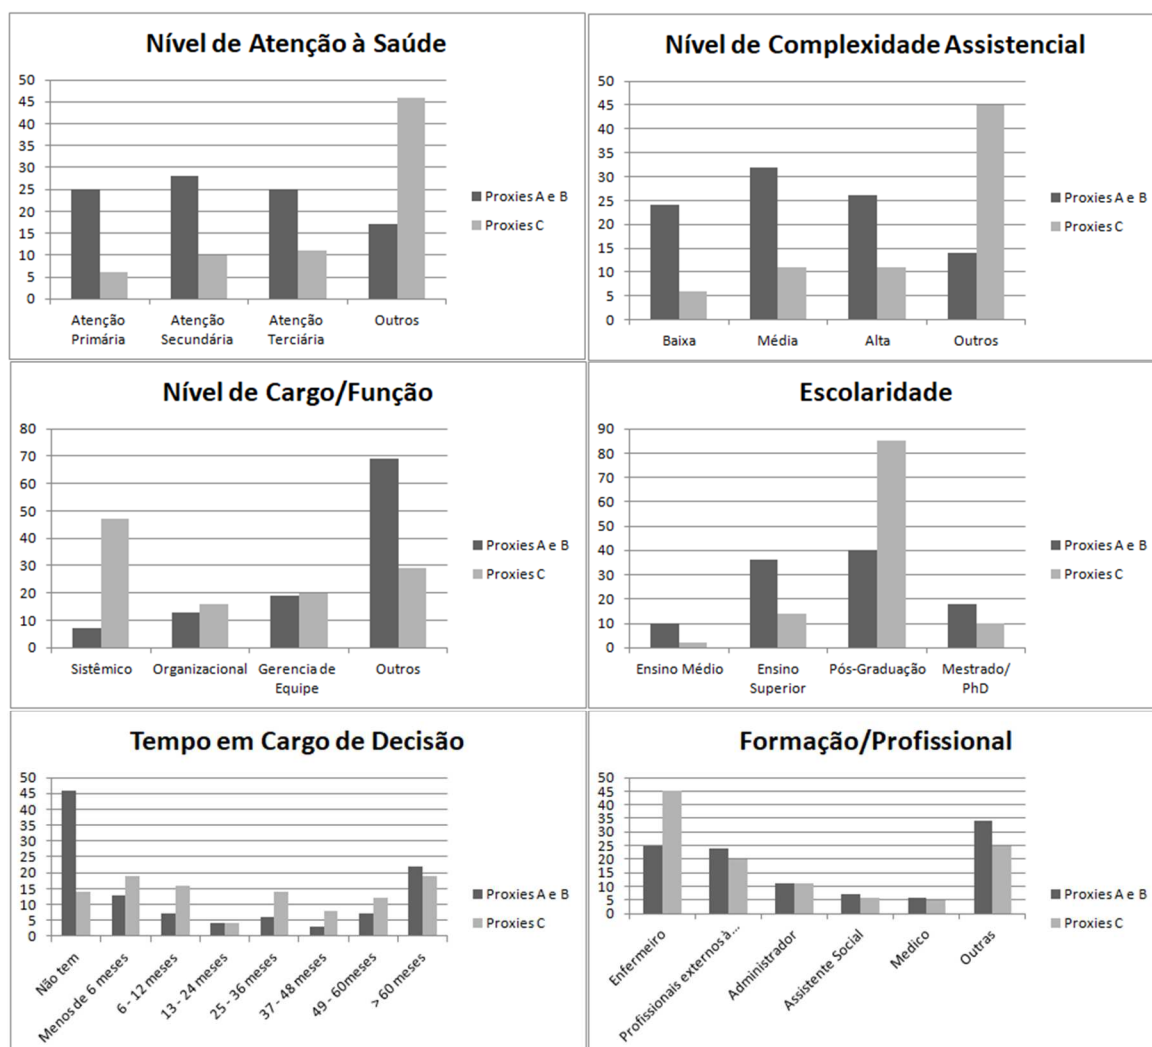 Nível de Atenção à Saúde
50
45
40
35
30
25
20
15
10
5
0
Atenção
Primária
Atenção
Secundária
Atenção
Terciária
Outros
Proxies A e B
Proxies C
Nível de Complexidade Assistencial
50
45
40
35
30
25
20
15
10
5
0
Baixa
Média
Alta
Outros
Proxies A e B
Proxies C
Nível de Cargo/Função
80
70
60
50
40
30
20
10
0
Sistêmico
Organizacional
Gerencia de
Equipe
Outros
Proxies A e B
Proxies C
Escolaridade
90
80
70
60
50
40
30
20
10
0
Ensino Médio
Ensino
Superior
Pós-Graduação
Mestrado/
PhD
Proxies A e B
Proxies C
Tempo em Cargo de Decisão
50
45
40
35
30
25
20
15
10
5
0
Não tem
Menos de 6 meses
6 - 12 meses
13 - 24 meses
25 - 36 meses
37 - 48 meses
49 - 60meses
> 60 meses
Proxies A e B
Proxies C
Formação/Profissional
50
45
40
35
30
25
20
15
10
5
0
Enfermeiro
Profissionais externos à...
Administrador
Assistente Social
Medico
Outras
Proxies A e B
Proxies C